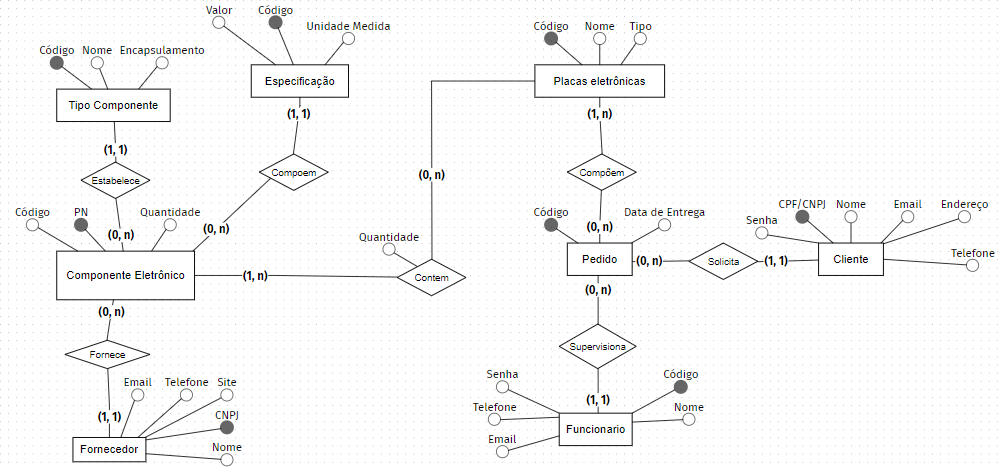 Valor
Código
Unidade Medida
Código
Nome
Tipo
Código
Nome
Encapsulamento
Especificação
Placas eletrônicas
Tipo Componente
(1, 1)
(1, n)
(1, 1)
Estabelece
Compoem
(0, n)
Compõem
Código
PN
Quantidade
(0, n)
(0, n)
(0, n)
Código
Data de Entrega
CPF/CNPJ
Nome
Email
Endereço
Senha
Quantidade
Telefone
Componente Eletrônico
(1, n)
Contem
Pedido
(0, n)
Solicita
(1, 1)
Cliente
(0, n)
(0, n)
Fornece
Supervisiona
Email
Telefone
Site
Senha
Código
(1, 1)
CNPJ
(1, 1)
Telefone
Nome
Fornecedor
Nome
Email
Funcionario